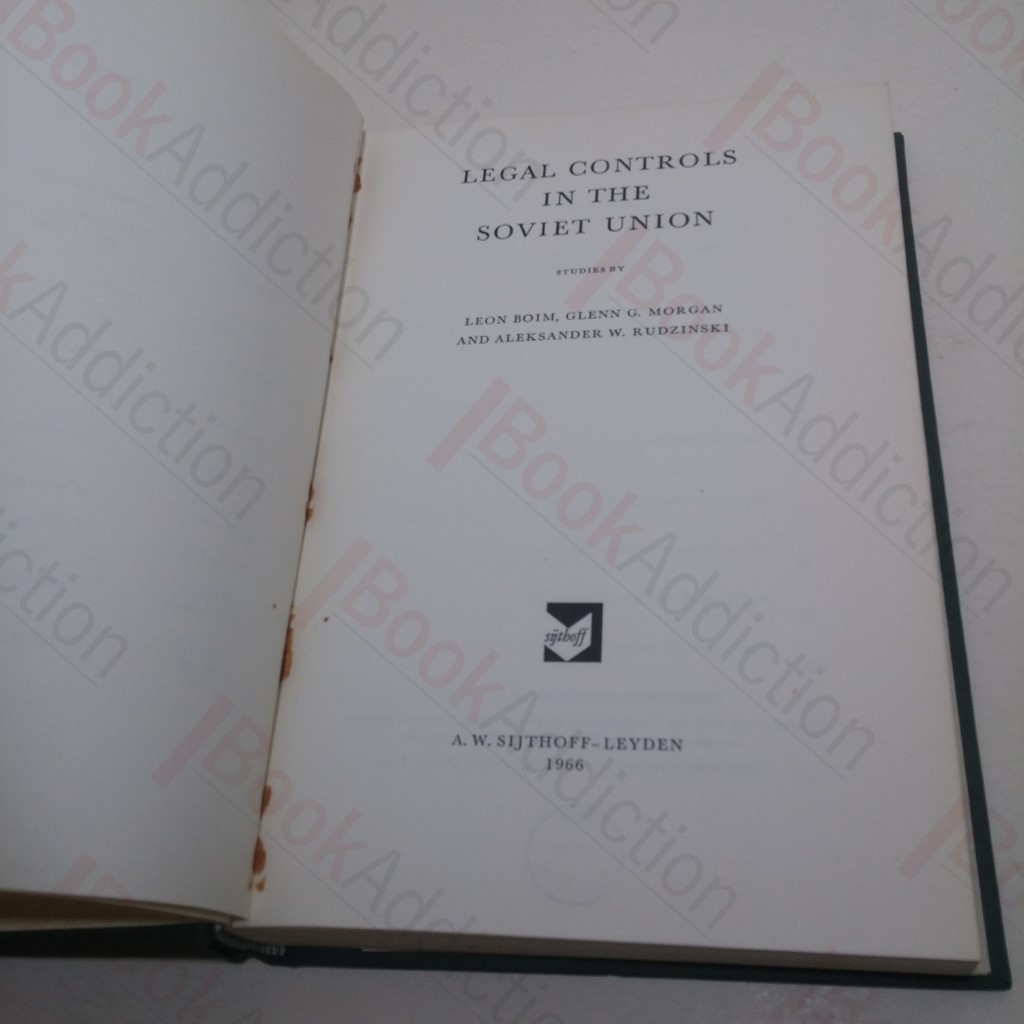 LEGAL CONTROLS
IN THE
SOVIET UNION
STUDIES BY
LEON BOIM, GLENN G. MORGAN
AND ALEKSANDER W. RUDZINSKI
sijthoff
A. W. SIJTHOFF–LEYDEN
1966
BookAddiction